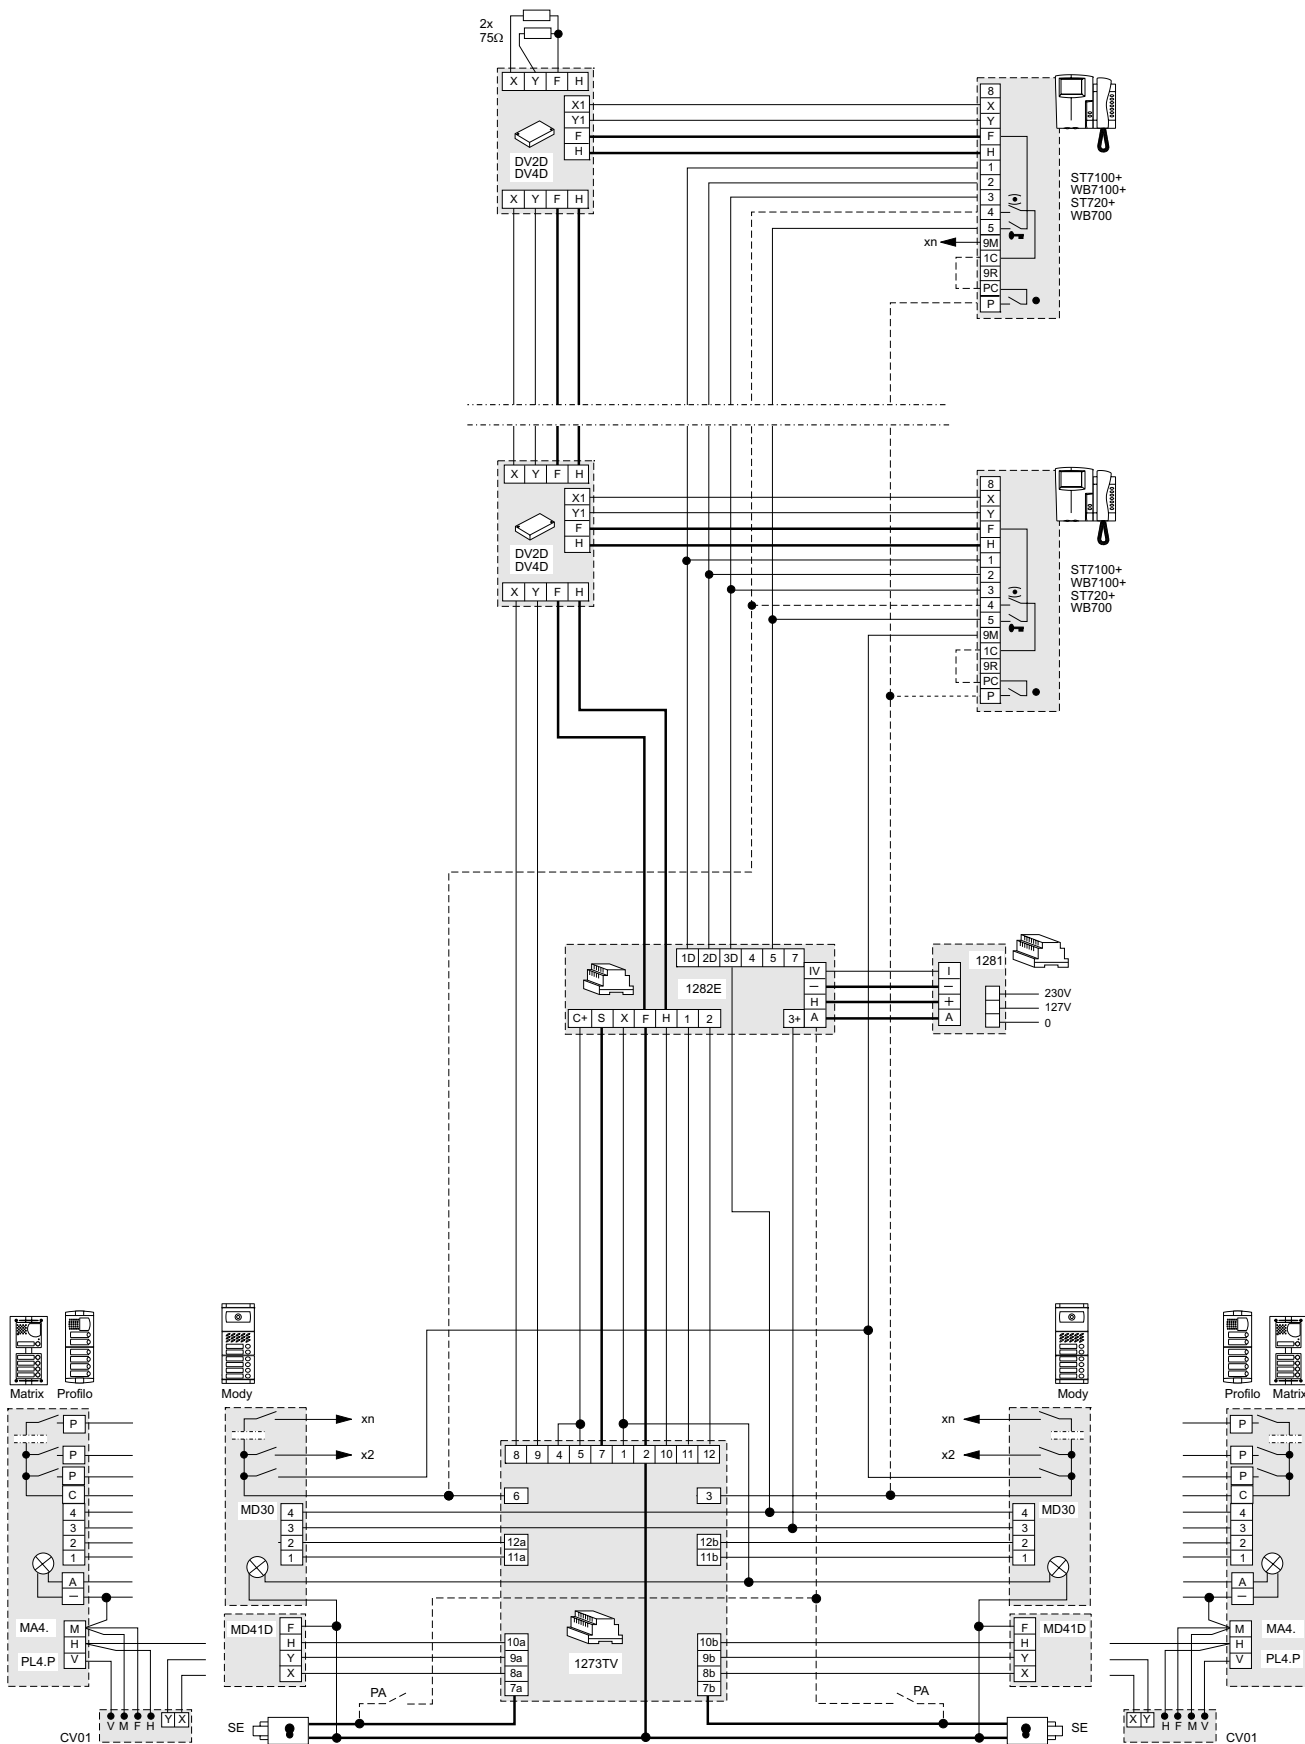 2x
75Ω
X Y F H
X1
Y1
F
H
DV2D
DV4D
X Y F H
8
X
Y
F
H
1
2
3
4
5
9M
1C
9R
PC
P
xn
ST7100+
WB7100+
ST720+
WB700
X Y F H
X1
Y1
F
H
DV2D
DV4D
X Y F H
8
X
Y
F
H
1
2
3
4
5
9M
1C
9R
PC
P
ST7100+
WB7100+
ST720+
WB700
1D 2D 3D 4 5 7
1282E
IV
–
H
A
C+ S X F H 1 2
3+
1281
I
–
+
A
230V
127V
0
Matrix Profilo
Mody
Mody
Profilo Matrix
P
P
P
C
4
3
2
1
A
–
MA4.
M
H
V
PL4.P
V M F H Y X
CV01
xn
x2
MD30
4
3
2
1
MD41D
F
H
Y
X
8 9 4 5 7 1 2 10 11 12
6
3
12a
11a
12b
11b
10a
9a
8a
7a
10b
9b
8b
7b
1273TV
PA
PA
SE
SE
xn
x2
MD30
4
3
2
1
MD41D
F
H
Y
X
P
P
P
C
4
3
2
1
A
–
MA4.
M
H
V
PL4.P
X Y H F M V
CV01